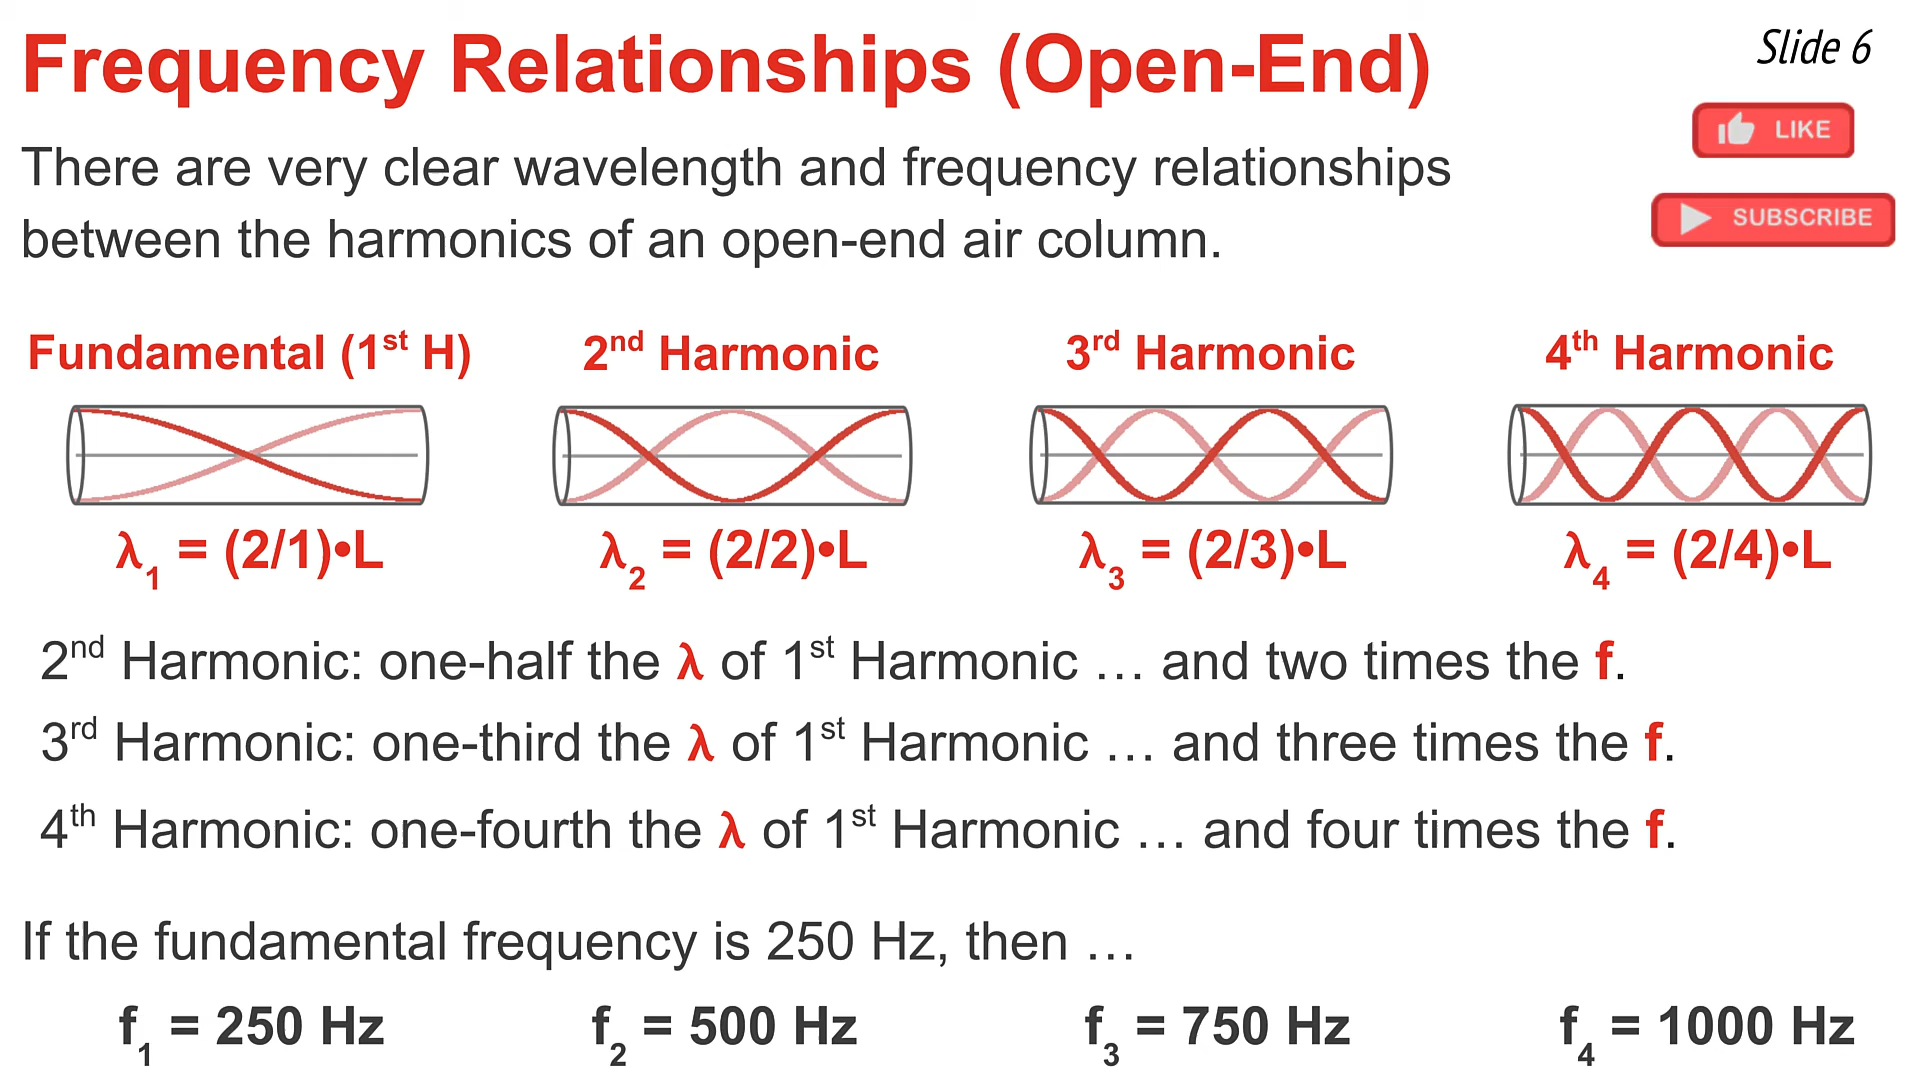 Frequency Relationships (Open-End)
Slide 6
LIKE
SUBSCRIBE
There are very clear wavelength and frequency relationships
between the harmonics of an open-end air column.
Fundamental (1st H) 2nd Harmonic 3rd Harmonic 4th Harmonic
λ1 = (2/1)•L λ2 = (2/2)•L λ3 = (2/3)•L λ4 = (2/4)•L
2nd Harmonic: one-half the λ of 1st Harmonic … and two times the f.
3rd Harmonic: one-third the λ of 1st Harmonic … and three times the f.
4th Harmonic: one-fourth the λ of 1st Harmonic … and four times the f.
If the fundamental frequency is 250 Hz, then …
f1 = 250 Hz f2 = 500 Hz f3 = 750 Hz f4 = 1000 Hz